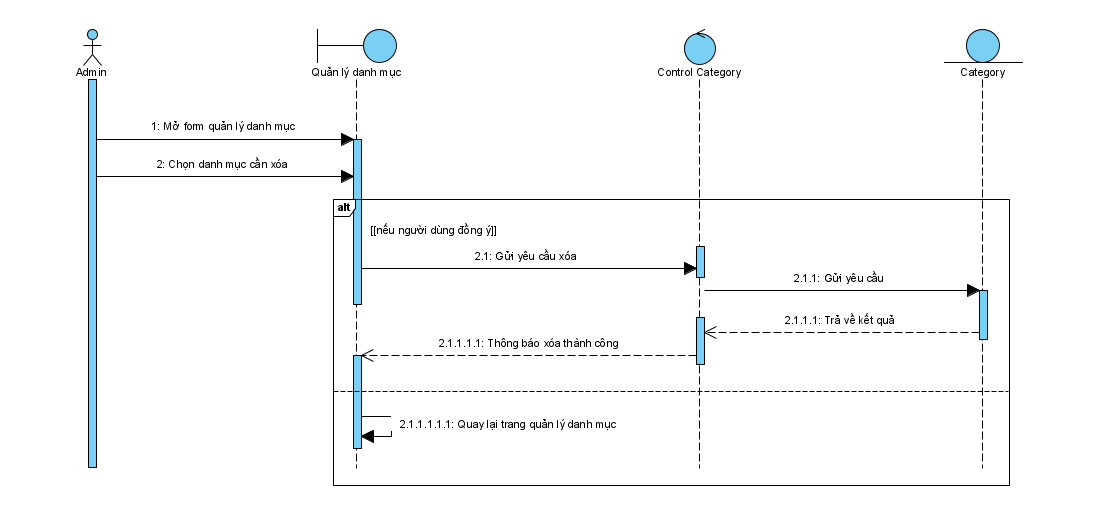 Admin
Quản lý danh mục
Control Category
Category
1: Mở form quản lý danh mục
2: Chọn danh mục cần xóa
alt
[[nếu người dùng đồng ý]]
2.1: Gửi yêu cầu xóa
2.1.1: Gửi yêu cầu
2.1.1.1: Trả về kết quả
2.1.1.1.1: Thông báo xóa thành công
2.1.1.1.1.1: Quay lại trang quản lý danh mục